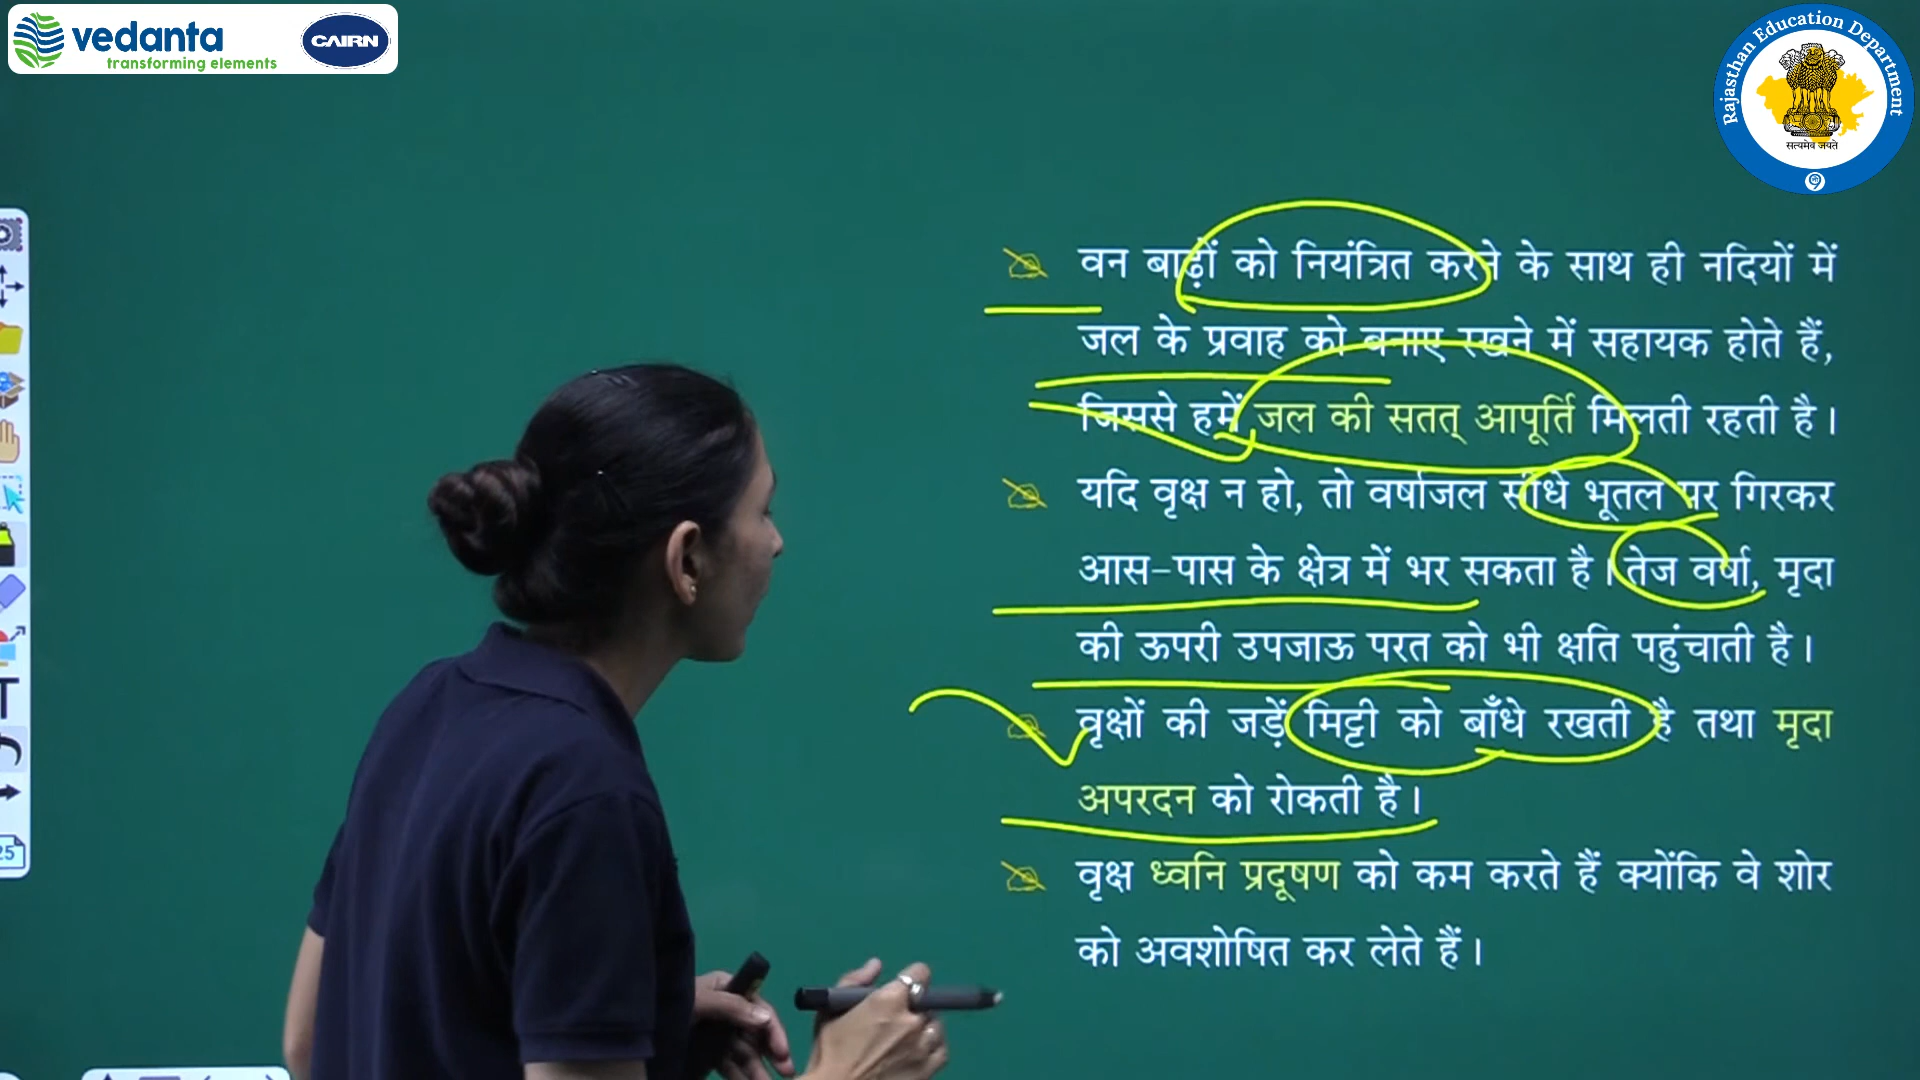 vedanta
transforming elements
CAIRN
Rajasthan Education Department
सत्यमेव जयते
वन बाढ़ों को नियंत्रित करने के साथ ही नदियों में
जल के प्रवाह को बनाए रखने में सहायक होते हैं,
जिससे हमें जल की सतत् आपूर्ति मिलती रहती है।
यदि वृक्ष न हो, तो वर्षाजल सीधे भूतल पर गिरकर
आस-पास के क्षेत्र में भर सकता है। तेज वर्षा, मृदा
की ऊपरी उपजाऊ परत को भी क्षति पहुंचाती है।
वृक्षों की जड़ें मिट्टी को बाँधे रखती है तथा मृदा
अपरदन को रोकती है।
वृक्ष ध्वनि प्रदूषण को कम करते हैं क्योंकि वे शोर
को अवशोषित कर लेते हैं।
25